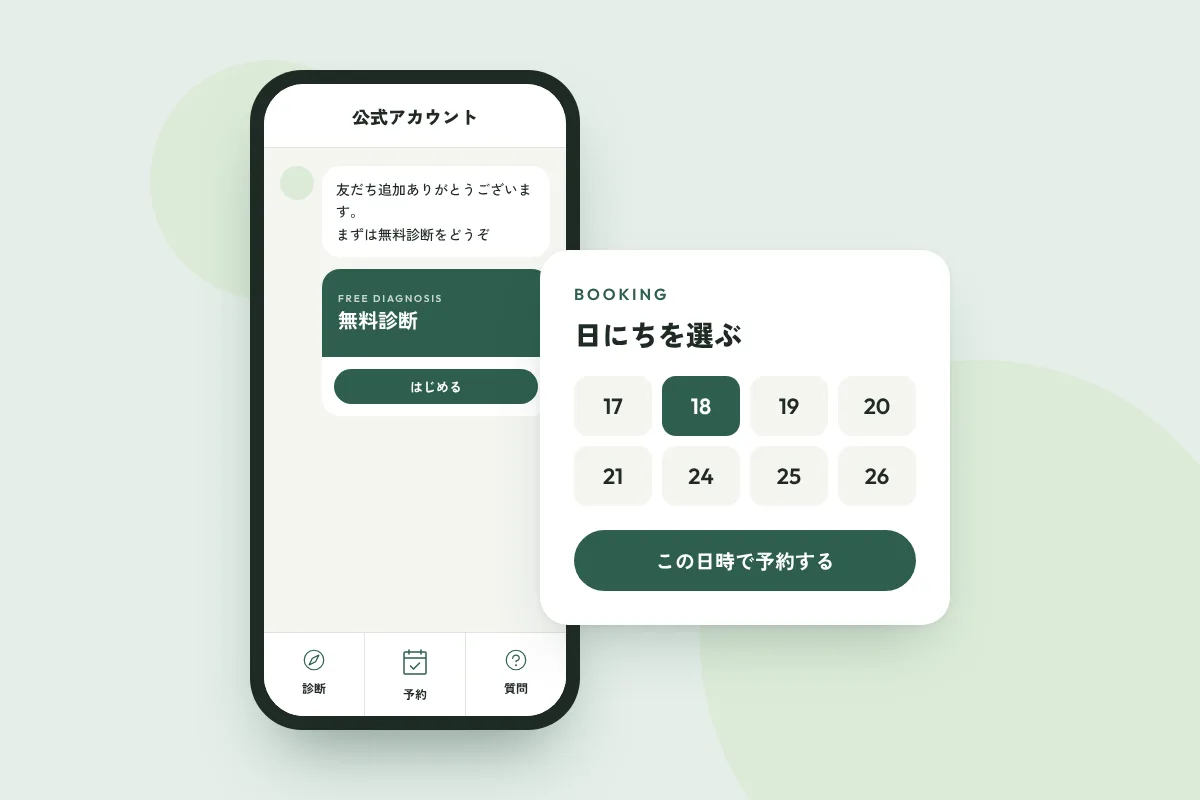 公式アカウント
友だち追加ありがとうございま
す。
まずは無料診断をどうぞ
FREE DIAGNOSIS
無料診断
はじめる
診断
予約
質問
BOOKING
日にちを選ぶ
17 18 19 20
21 24 25 26
この日時で予約する